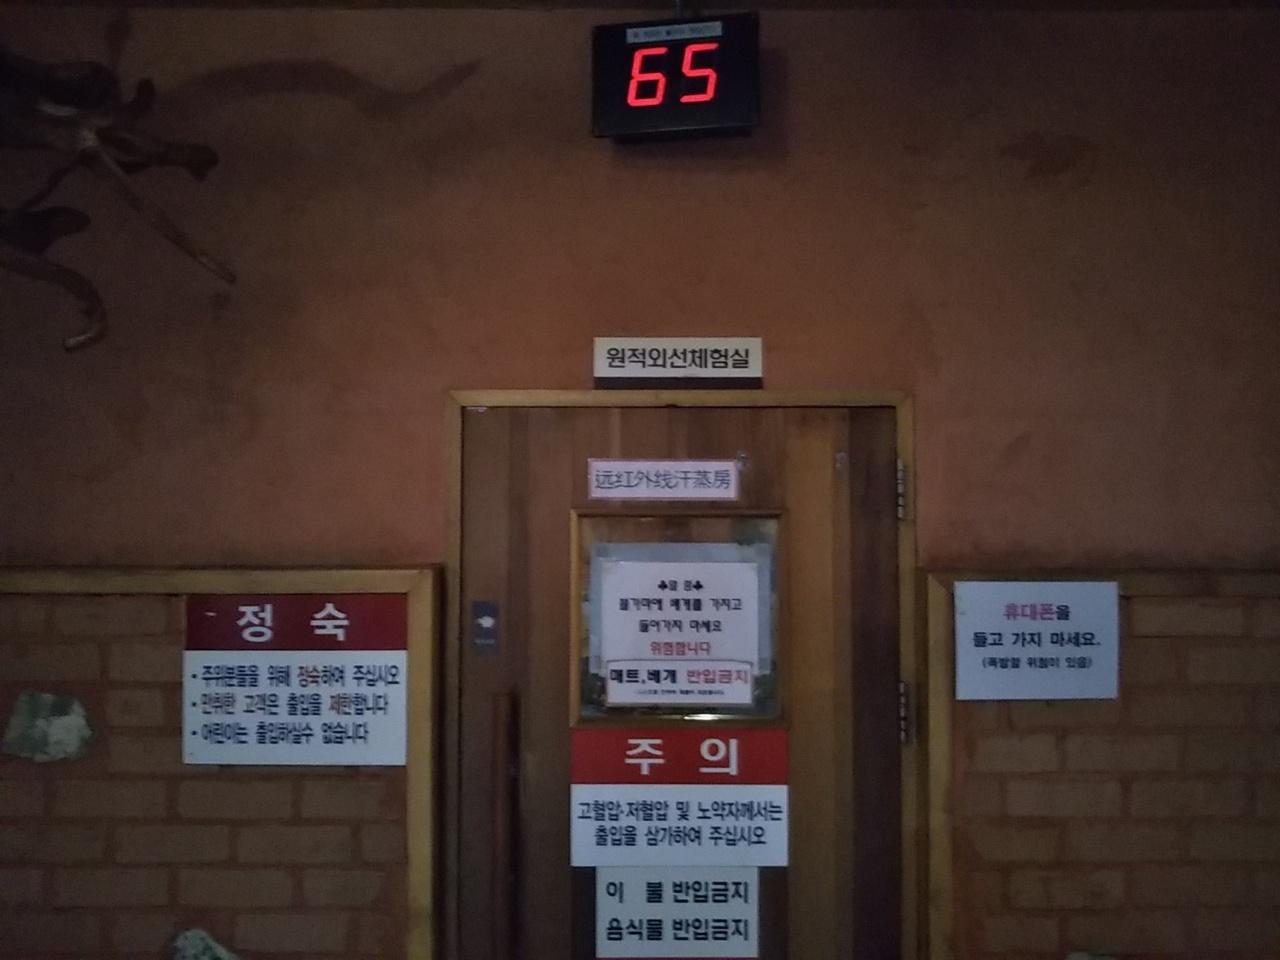 65
원적외선체험실
远红外线汗蒸房
♣알 림♣
불가마에 베개를 가지고
들어가지 마세요
위험합니다
매트,베개 반입금지
정 숙
• 주위분들을 위해 정숙하여 주십시오
• 만취한 고객은 출입을 제한합니다
• 어린이는 출입하실수 없습니다
휴대폰을
들고 가지 마세요.
(폭발할 위험이 있음)
주 의
고혈압·저혈압 및 노약자께서는
출입을 삼가하여 주십시오
이 불 반입금지
음식물 반입금지